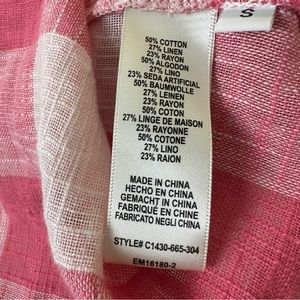 S
50% COTTON
27% LINEN
23% RAYON
50% ALGODON
27% LINO
23% SEDA ARTIFICIAL
50% BAUMWOLLE
27% LEINEN
23% RAYON
50% COTON
27% LINGE DE MAISON
23% RAYONNE
50% COTONE
27% LINO
23% RAION
MADE IN CHINA
HECHO EN CHINA
GEMACHT IN CHINA
FABRIQUÉ EN CHINE
FABRICATO NEGLI CHINA
STYLE# C1430-665-304
EM16180-2